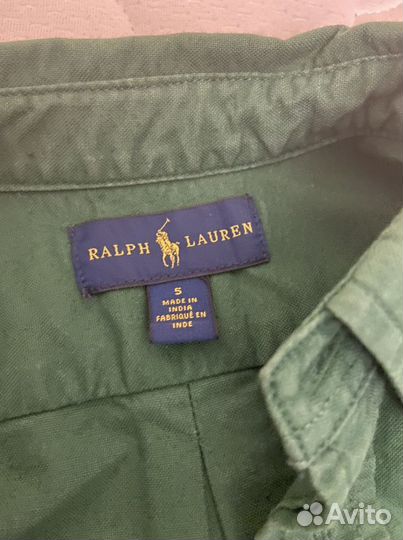 RALPH LAUREN
5
MADE IN
INDIA
FABRIQUÉ EN
INDE
Avito